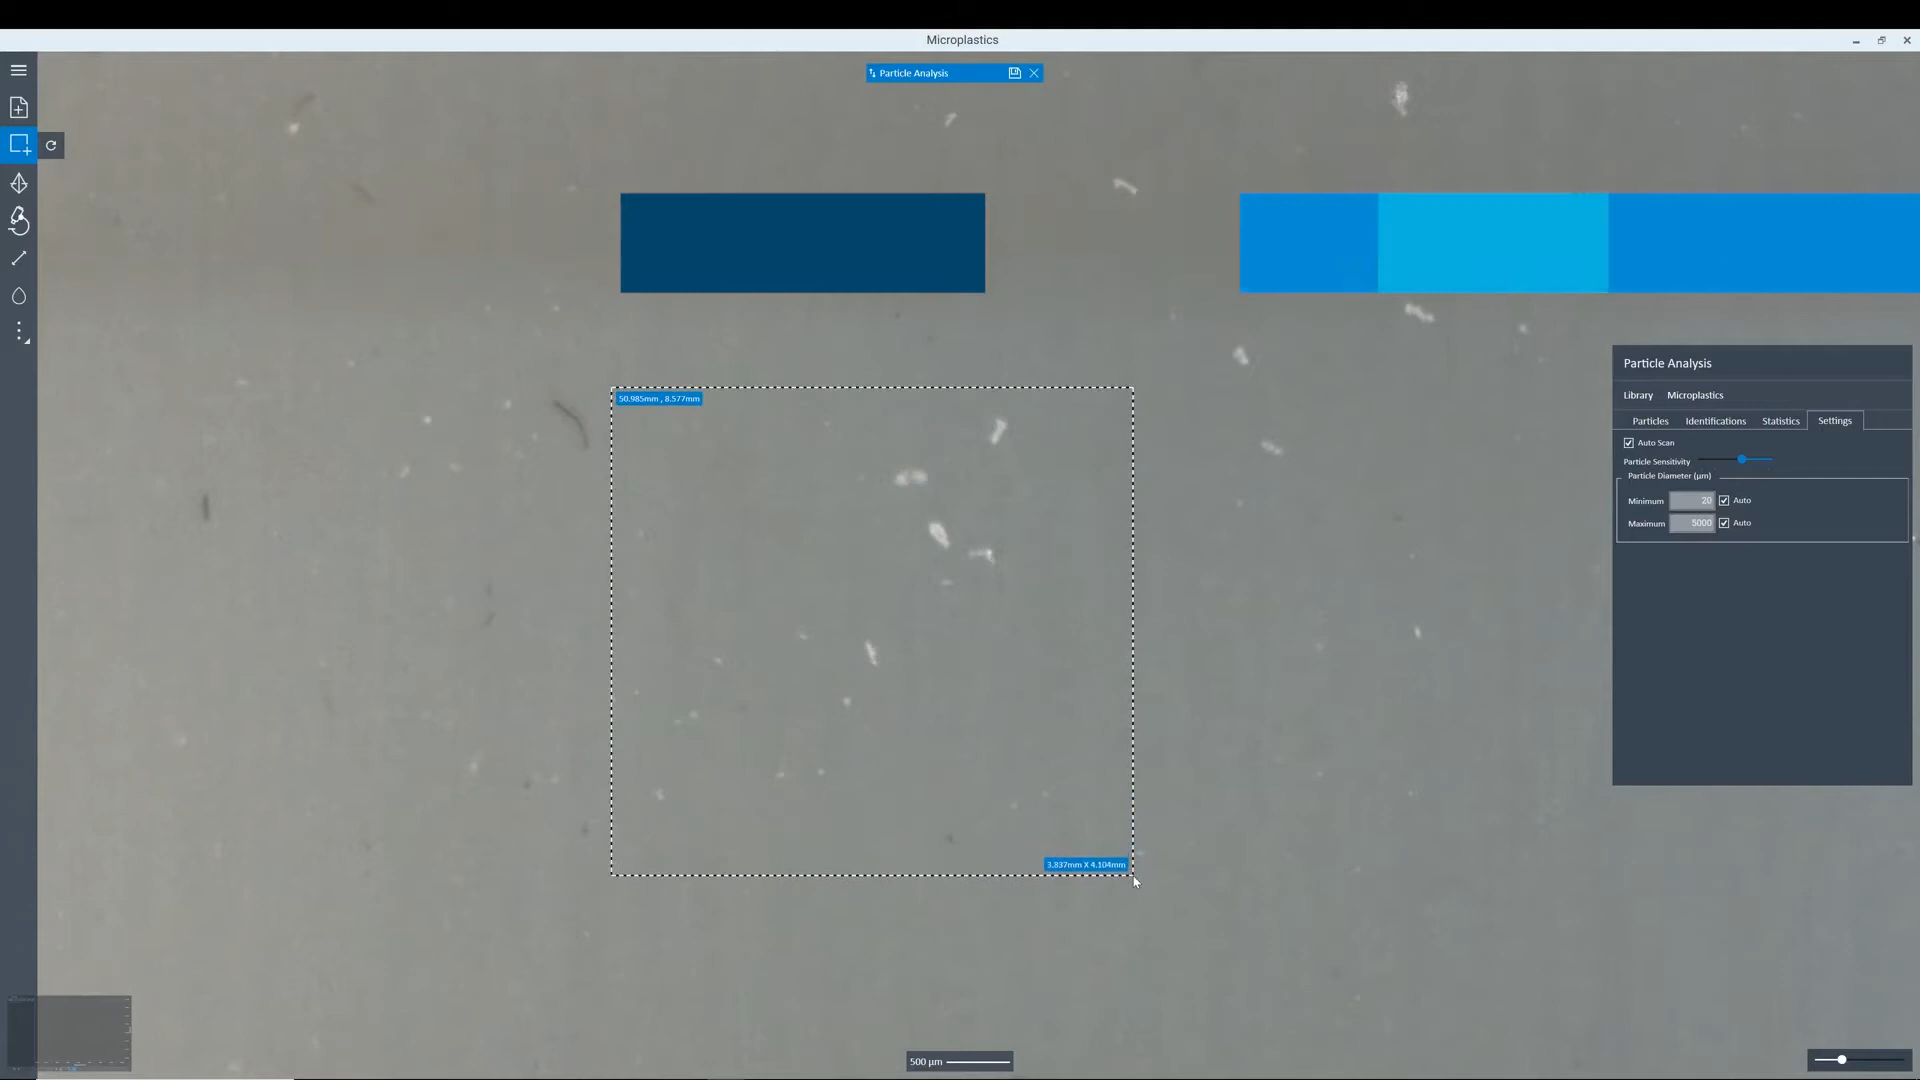 Microplastics
Particle Analysis
50.985mm , 8.577mm
3.837mm X 4.104mm
Particle Analysis
Library Microplastics
Particles Identifications Statistics Settings
Auto Scan
Particle Sensitivity
Particle Diameter (µm)
Minimum 20 Auto
Maximum 5000 Auto
500 µm